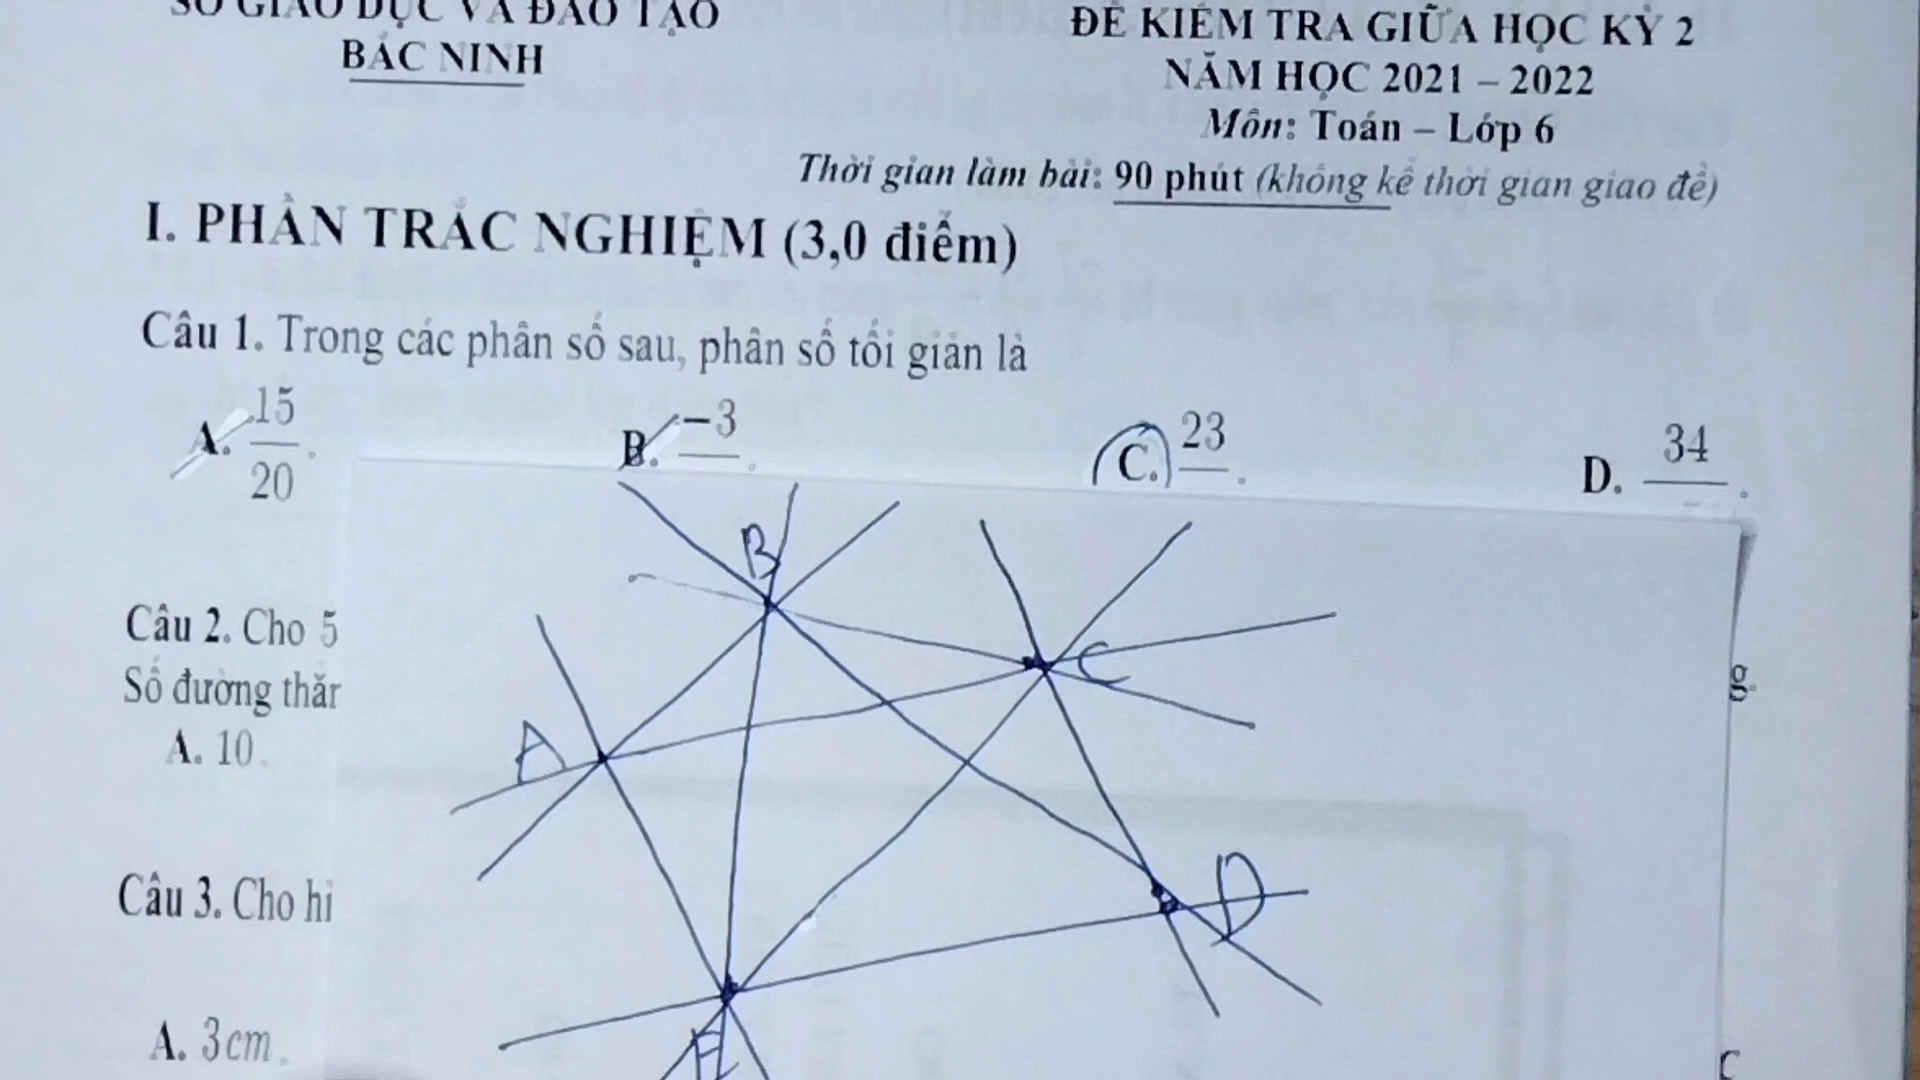 SỞ GIÁO DỤC VÀ ĐÀO TẠO
BẮC NINH
ĐỀ KIỂM TRA GIỮA HỌC KỲ 2
NĂM HỌC 2021 – 2022
Môn: Toán – Lớp 6
Thời gian làm bài: 90 phút (không kể thời gian giao đề)
I. PHẦN TRẮC NGHIỆM (3,0 điểm)
Câu 1. Trong các phân số sau, phân số tối giản là
A. 15/20. B. −3 . C. 23 . D. 34 .
B
Câu 2. Cho 5
C
Số đường thẳn g.
A. 10.
A
Câu 3. Cho hì
D
A. 3cm.
E